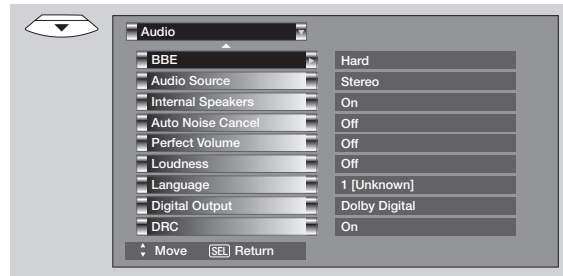 Audio
BBE Hard
Audio Source Stereo
Internal Speakers On
Auto Noise Cancel Off
Perfect Volume Off
Loudness Off
Language 1 [Unknown]
Digital Output Dolby Digital
DRC On
Move SEL Return